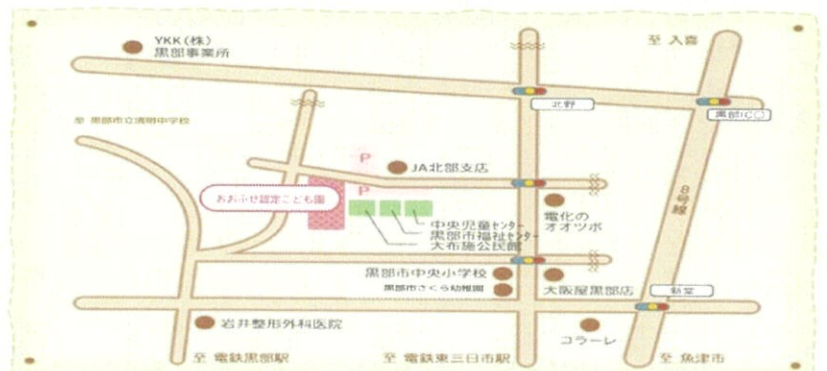 YKK(株)
黒部事業所
至 入善
北野
至 黒部市立清明中学校
P
JA北部支店
P
おおふせ認定こども園
8号線
電化の
オオツボ
中央児童センター
黒部市福祉センター
大布施公民館
黒部市中央小学校
黒部市さくら幼稚園
大阪屋黒部店
新堂
岩井整形外科医院
コラーレ
至 電鉄黒部駅
至 電鉄東三日市駅
至 魚津市